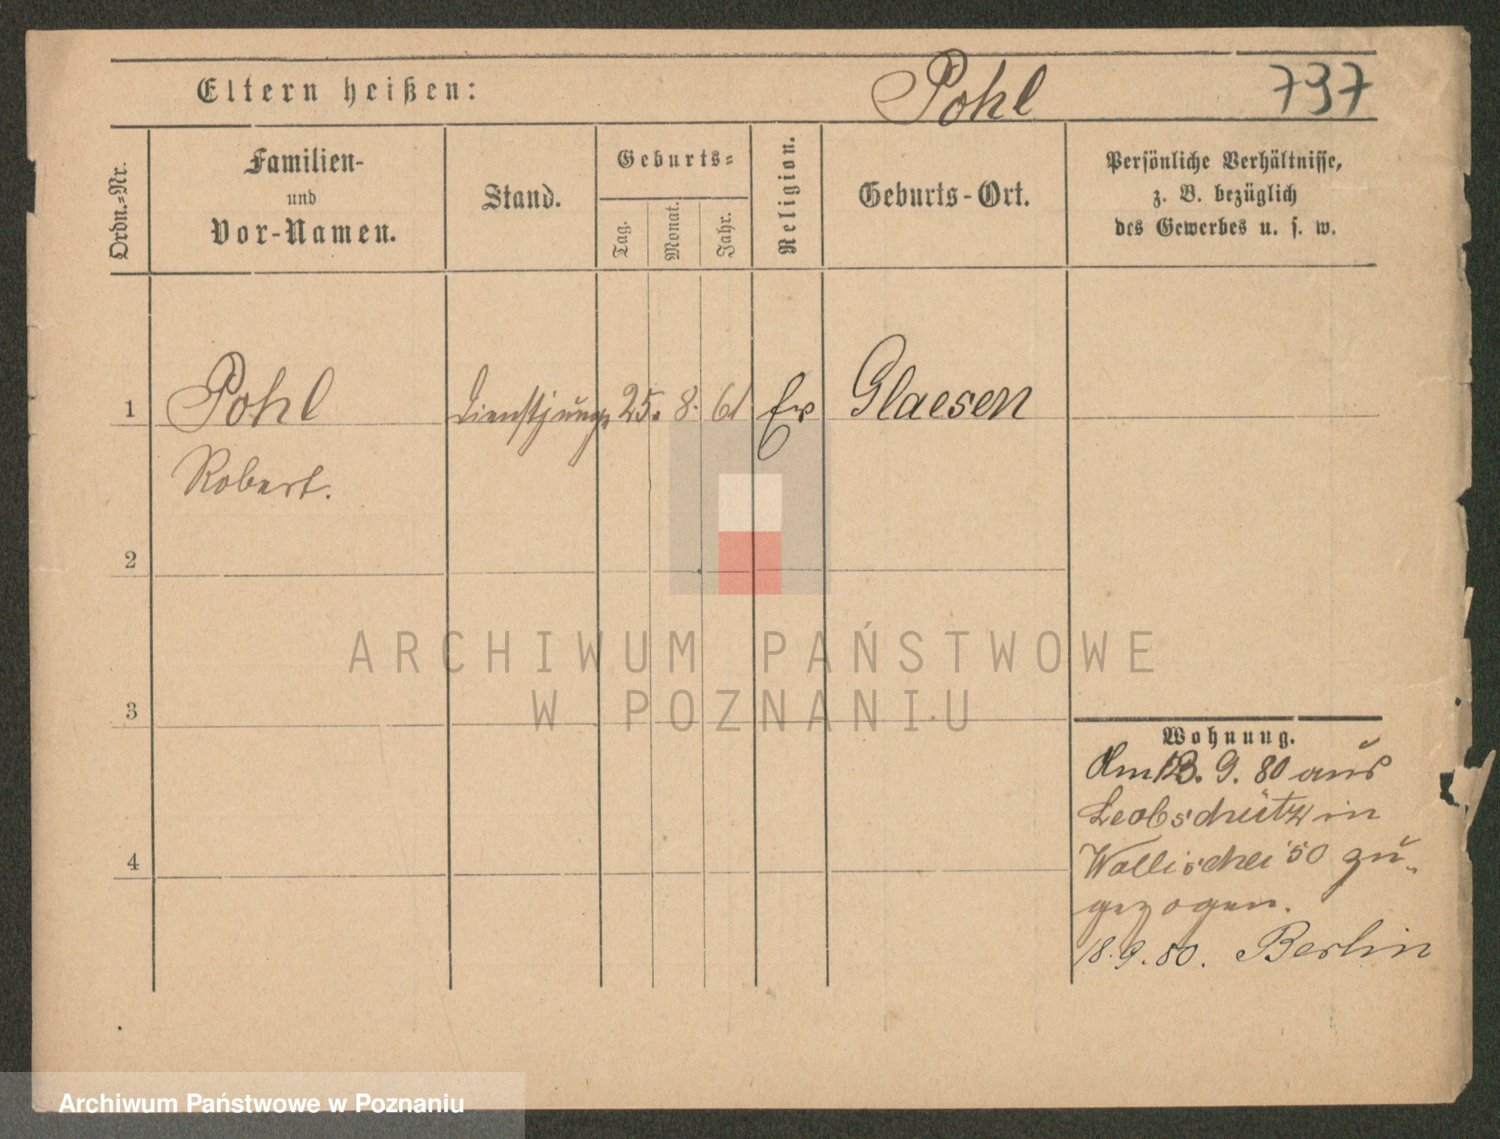 Eltern heißen: Pohl 737
Ordn.=Nr.
Familien-
und
Vor-Namen.
Stand.
Geburts=
Tag.
Monat.
Jahr.
Religion.
Geburts-Ort.
Persönliche Verhältnisse,
z. B. bezüglich
des Gewerbes u. s. w.
1 Pohl Dienstjunge 25. 8. 61 Ev Glaesen
Robert.
2
3
4
Wohnung.
Am 13. 9. 80 aus
Leobschütz in
Wallischei 50 zu-
gezogen.
18. 9. 80. Berlin
ARCHIWUM PAŃSTWOWE
W POZNANIU
Archiwum Państwowe w Poznaniu